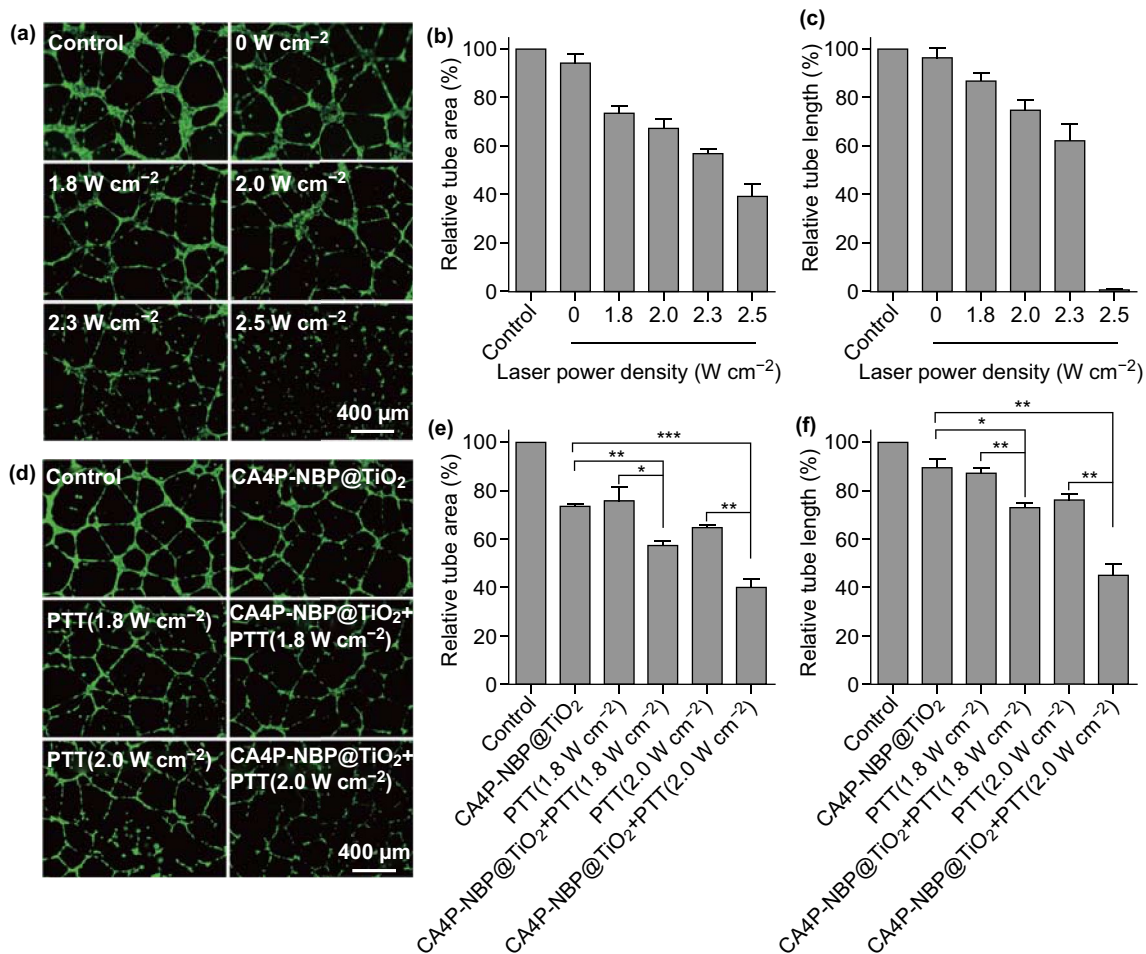 (a)
Control
0 W cm⁻²
1.8 W cm⁻²
2.0 W cm⁻²
2.3 W cm⁻²
2.5 W cm⁻²
400 µm
(b)
Relative tube area (%)
100
80
60
40
20
0
Control
0
1.8
2.0
2.3
2.5
Laser power density (W cm⁻²)
(c)
Relative tube length (%)
100
80
60
40
20
0
Control
0
1.8
2.0
2.3
2.5
Laser power density (W cm⁻²)
(d)
Control
CA4P-NBP@TiO₂
PTT(1.8 W cm⁻²)
CA4P-NBP@TiO₂+
PTT(1.8 W cm⁻²)
PTT(2.0 W cm⁻²)
CA4P-NBP@TiO₂+
PTT(2.0 W cm⁻²)
400 µm
(e)
Relative tube area (%)
100
80
60
40
20
0
***
**
*
**
Control
CA4P-NBP@TiO₂
PTT(1.8 W cm⁻²)
CA4P-NBP@TiO₂+PTT(1.8 W cm⁻²)
PTT(2.0 W cm⁻²)
CA4P-NBP@TiO₂+PTT(2.0 W cm⁻²)
(f)
Relative tube length (%)
100
80
60
40
20
0
**
*
**
**
Control
CA4P-NBP@TiO₂
PTT(1.8 W cm⁻²)
CA4P-NBP@TiO₂+PTT(1.8 W cm⁻²)
PTT(2.0 W cm⁻²)
CA4P-NBP@TiO₂+PTT(2.0 W cm⁻²)